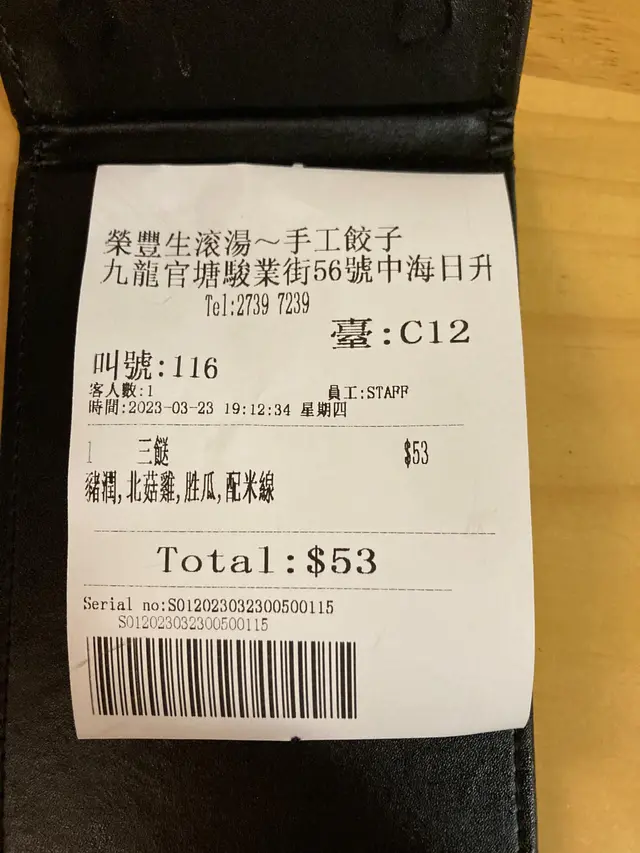 榮豐生滾湯～手工餃子
九龍官塘駿業街56號中海日升
Tel:2739 7239
臺:C12
叫號:116
客人數:1 員工:STAFF
時間:2023-03-23 19:12:34 星期四
1 三餸 $53
豬潤,北菇雞,胜瓜,配米線
Total:$53
Serial no:S012023032300500115
S012023032300500115